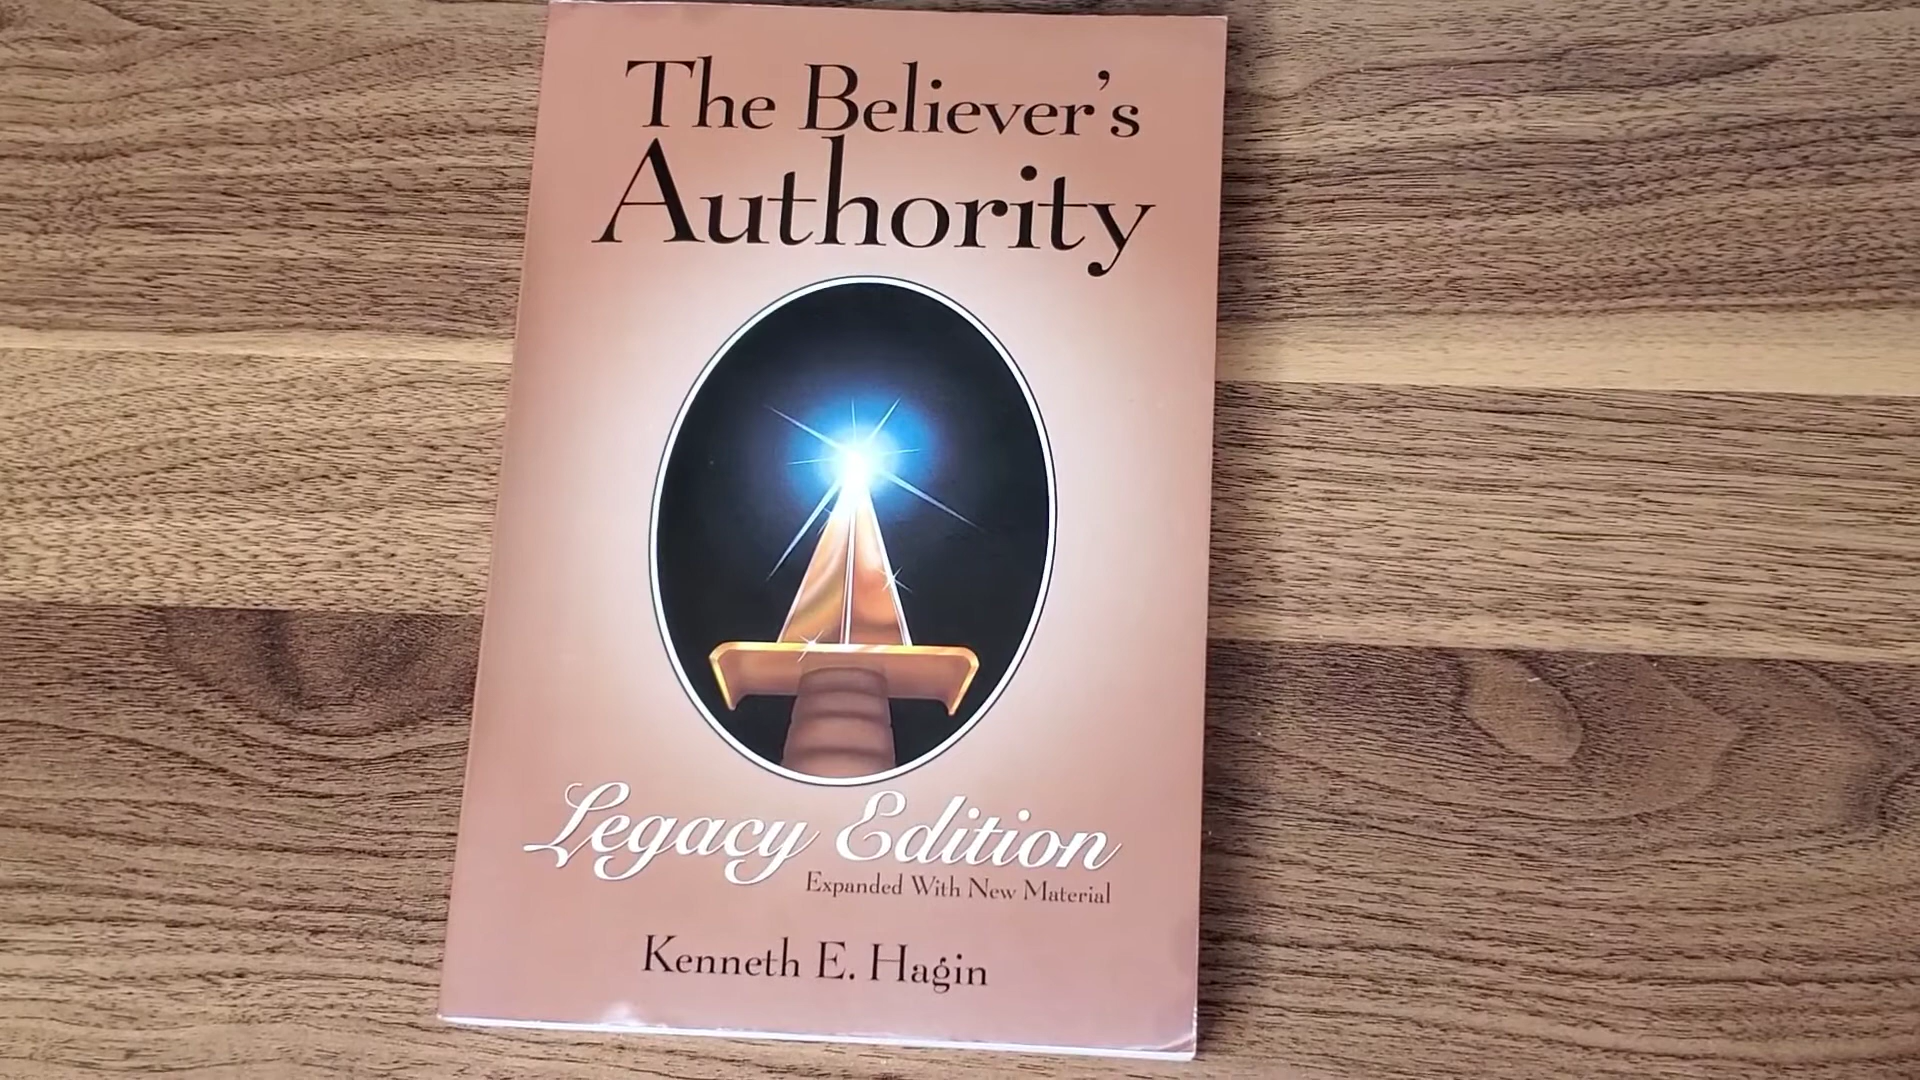 The Believer's
Authority
Legacy Edition
Expanded With New Material
Kenneth E. Hagin